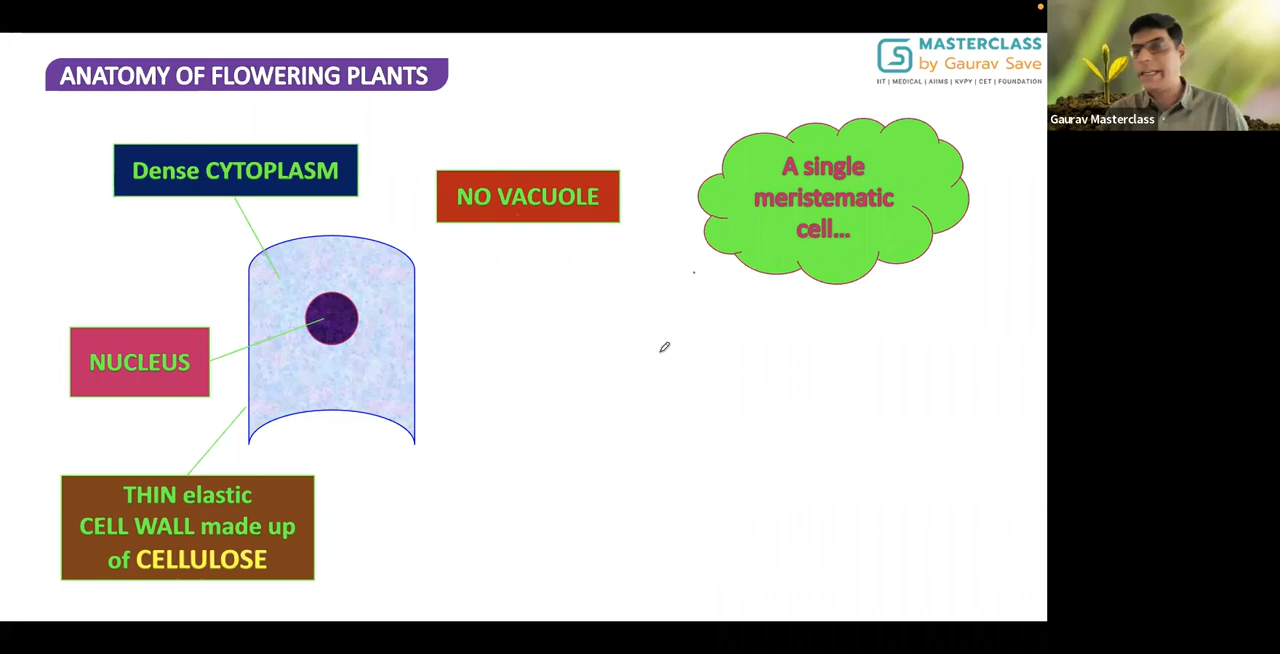 ANATOMY OF FLOWERING PLANTS
MASTERCLASS
by Gaurav Save
IIT | MEDICAL | AIIMS | KVPY | CET | FOUNDATION
Gaurav Masterclass
Dense CYTOPLASM
NO VACUOLE
A single
meristematic
cell...
NUCLEUS
THIN elastic
CELL WALL made up
of CELLULOSE